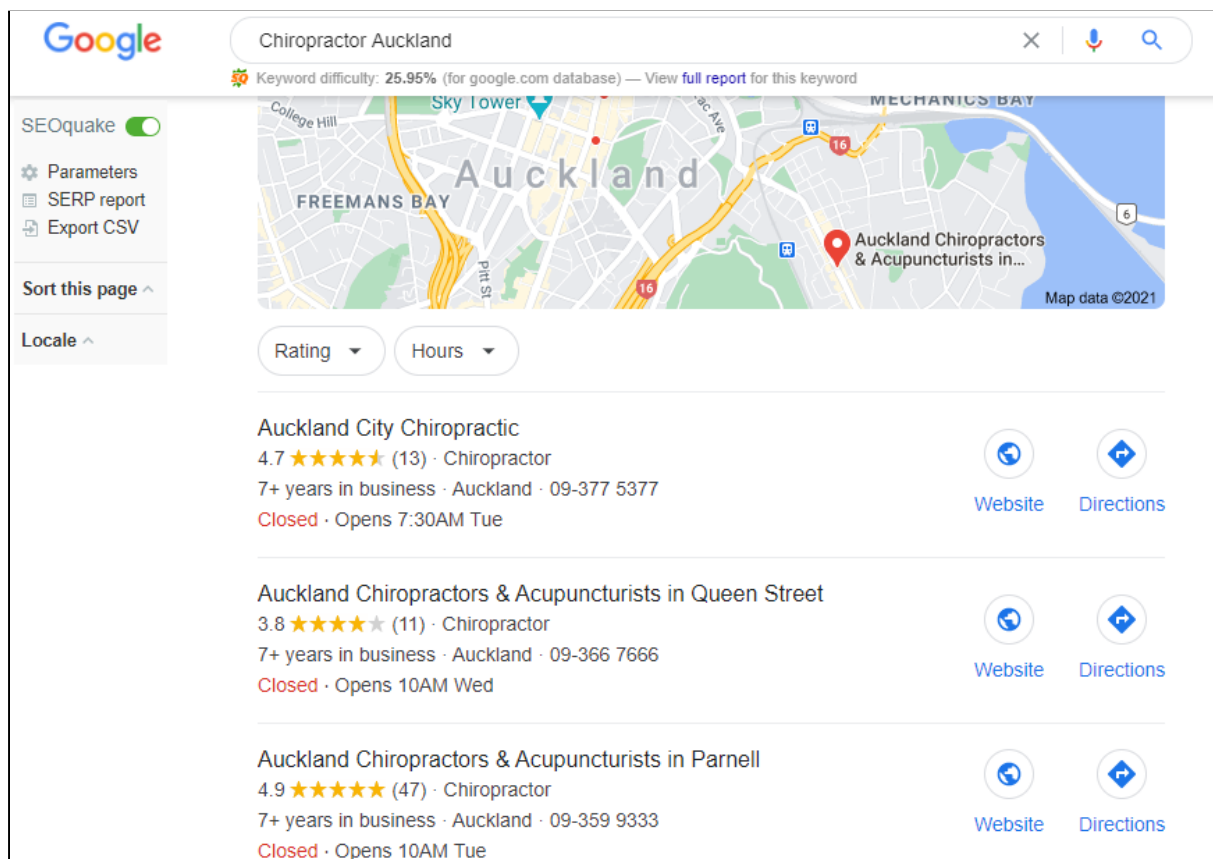 Google
Chiropractor Auckland
SQ Keyword difficulty: 25.95% (for google.com database) — View full report for this keyword
SEOquake
Parameters
SERP report
Export CSV
Sort this page
Locale
College Hill
Sky Tower
MECHANICS BAY
16
Auckland
FREEMANS BAY
6
Auckland Chiropractors
& Acupuncturists in...
Pitt St
16
Map data ©2021
Rating
Hours
Auckland City Chiropractic
4.7 (13) · Chiropractor
7+ years in business · Auckland · 09-377 5377
Closed · Opens 7:30AM Tue
Website
Directions
Auckland Chiropractors & Acupuncturists in Queen Street
3.8 (11) · Chiropractor
7+ years in business · Auckland · 09-366 7666
Closed · Opens 10AM Wed
Website
Directions
Auckland Chiropractors & Acupuncturists in Parnell
4.9 (47) · Chiropractor
7+ years in business · Auckland · 09-359 9333
Closed · Opens 10AM Tue
Website
Directions